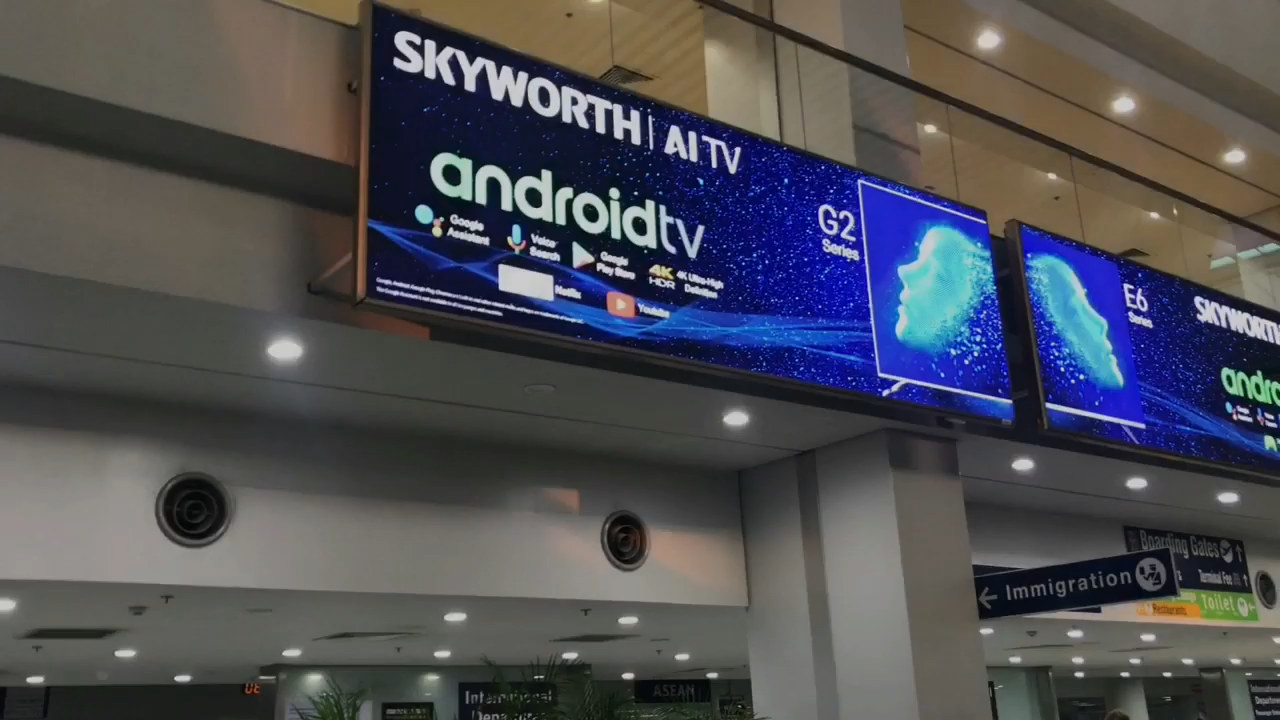 SKYWORTH | AI TV
androidtv
Google Assistant
Voice Search
Google Play Store
4K HDR
4K Ultra-High Definition
Netflix
Youtube
G2 Series
E6 Series
SKYWORTH
andro
Boarding Gates
Terminal Fee
Restaurants
Toilet
Immigration
International
ASEAN